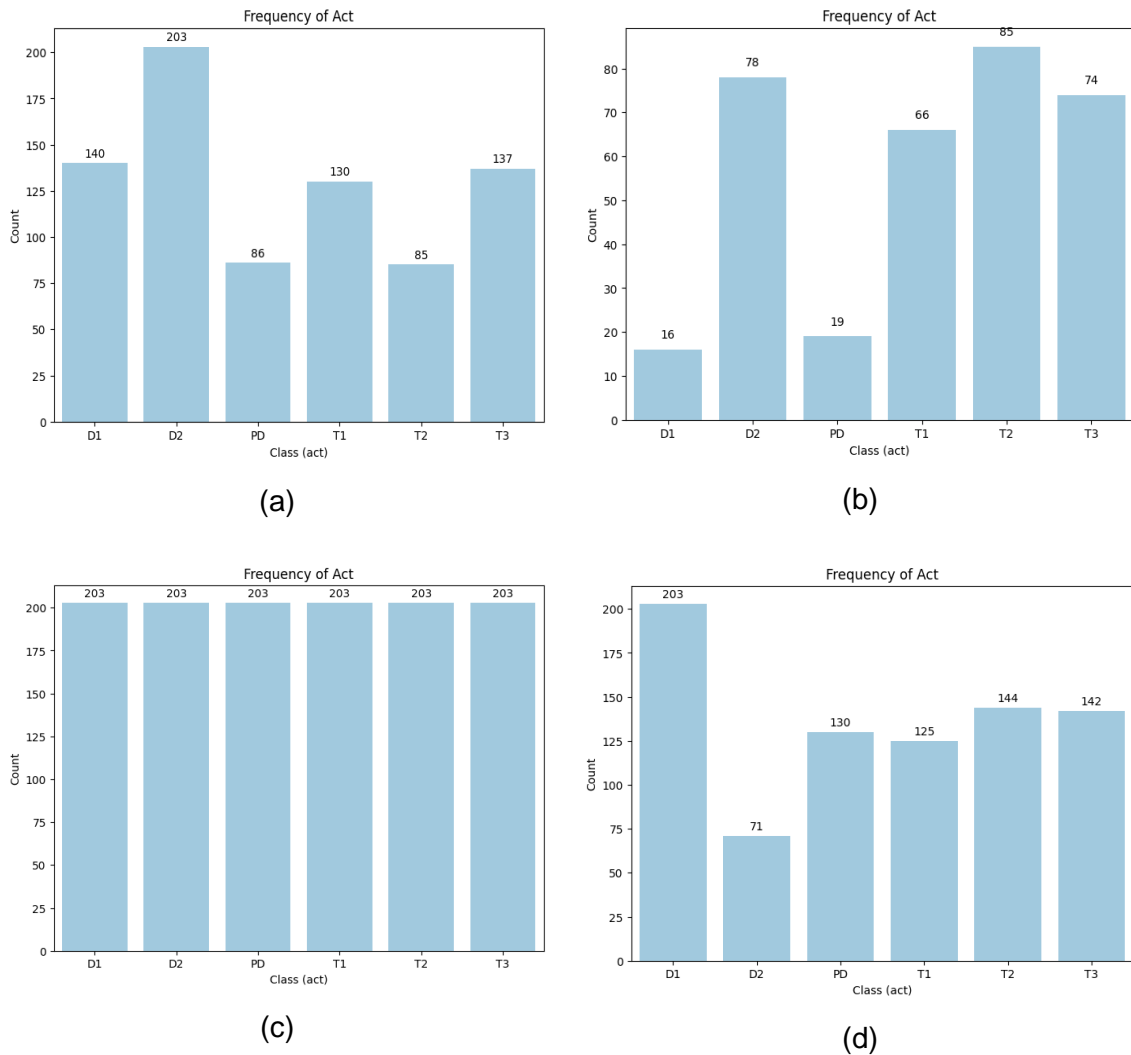 Frequency of Act
203
200
175
150
140
137
130
125
Count
100
86
85
75
50
25
0
D1 D2 PD T1 T2 T3
Class (act)
(a)
Frequency of Act
85
80
78
74
70
66
60
50
Count
40
30
20
19
16
10
0
D1 D2 PD T1 T2 T3
Class (act)
(b)
Frequency of Act
203 203 203 203 203 203
200
175
150
125
Count
100
75
50
25
0
D1 D2 PD T1 T2 T3
Class (act)
(c)
Frequency of Act
203
200
175
150
144
142
130
125
125
Count
100
75
71
50
25
0
D1 D2 PD T1 T2 T3
Class (act)
(d)